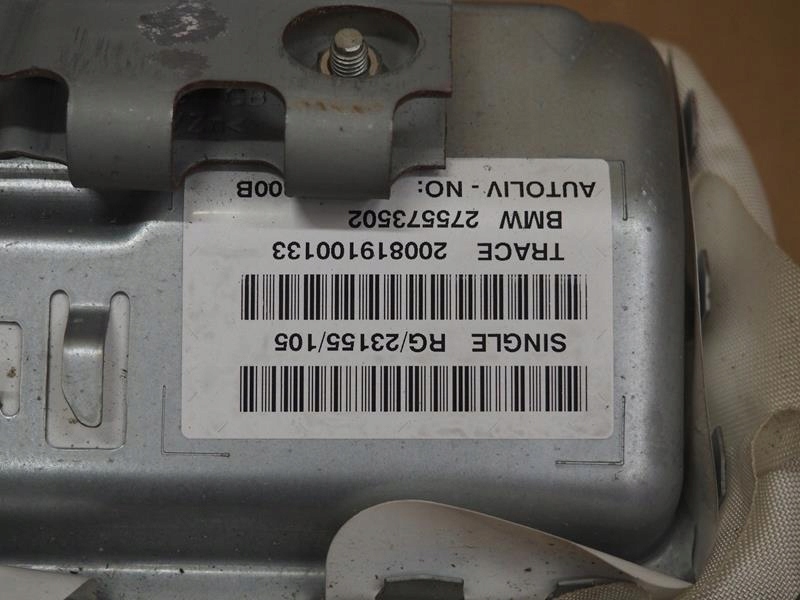 SINGLE RG/23155/105
TRACE 200819100133
BMW 275573502
AUTOLIV - NO: 00B